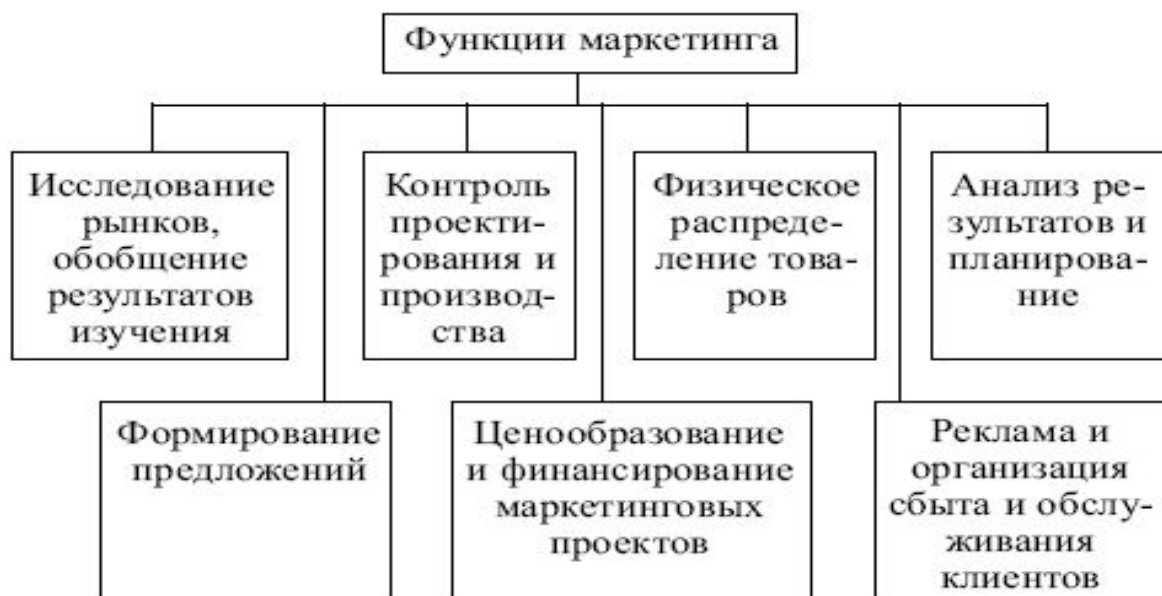 Функции маркетинга
Исследование
рынков,
обобщение
результатов
изучения
Контроль
проекти-
рования и
производ-
ства
Физическое
распреде-
ление това-
ров
Анализ ре-
зультатов и
планирова-
ние
Формирование
предложений
Ценообразование
и финансирование
маркетинговых
проектов
Реклама и
организация
сбыта и обслу-
живания
клиентов